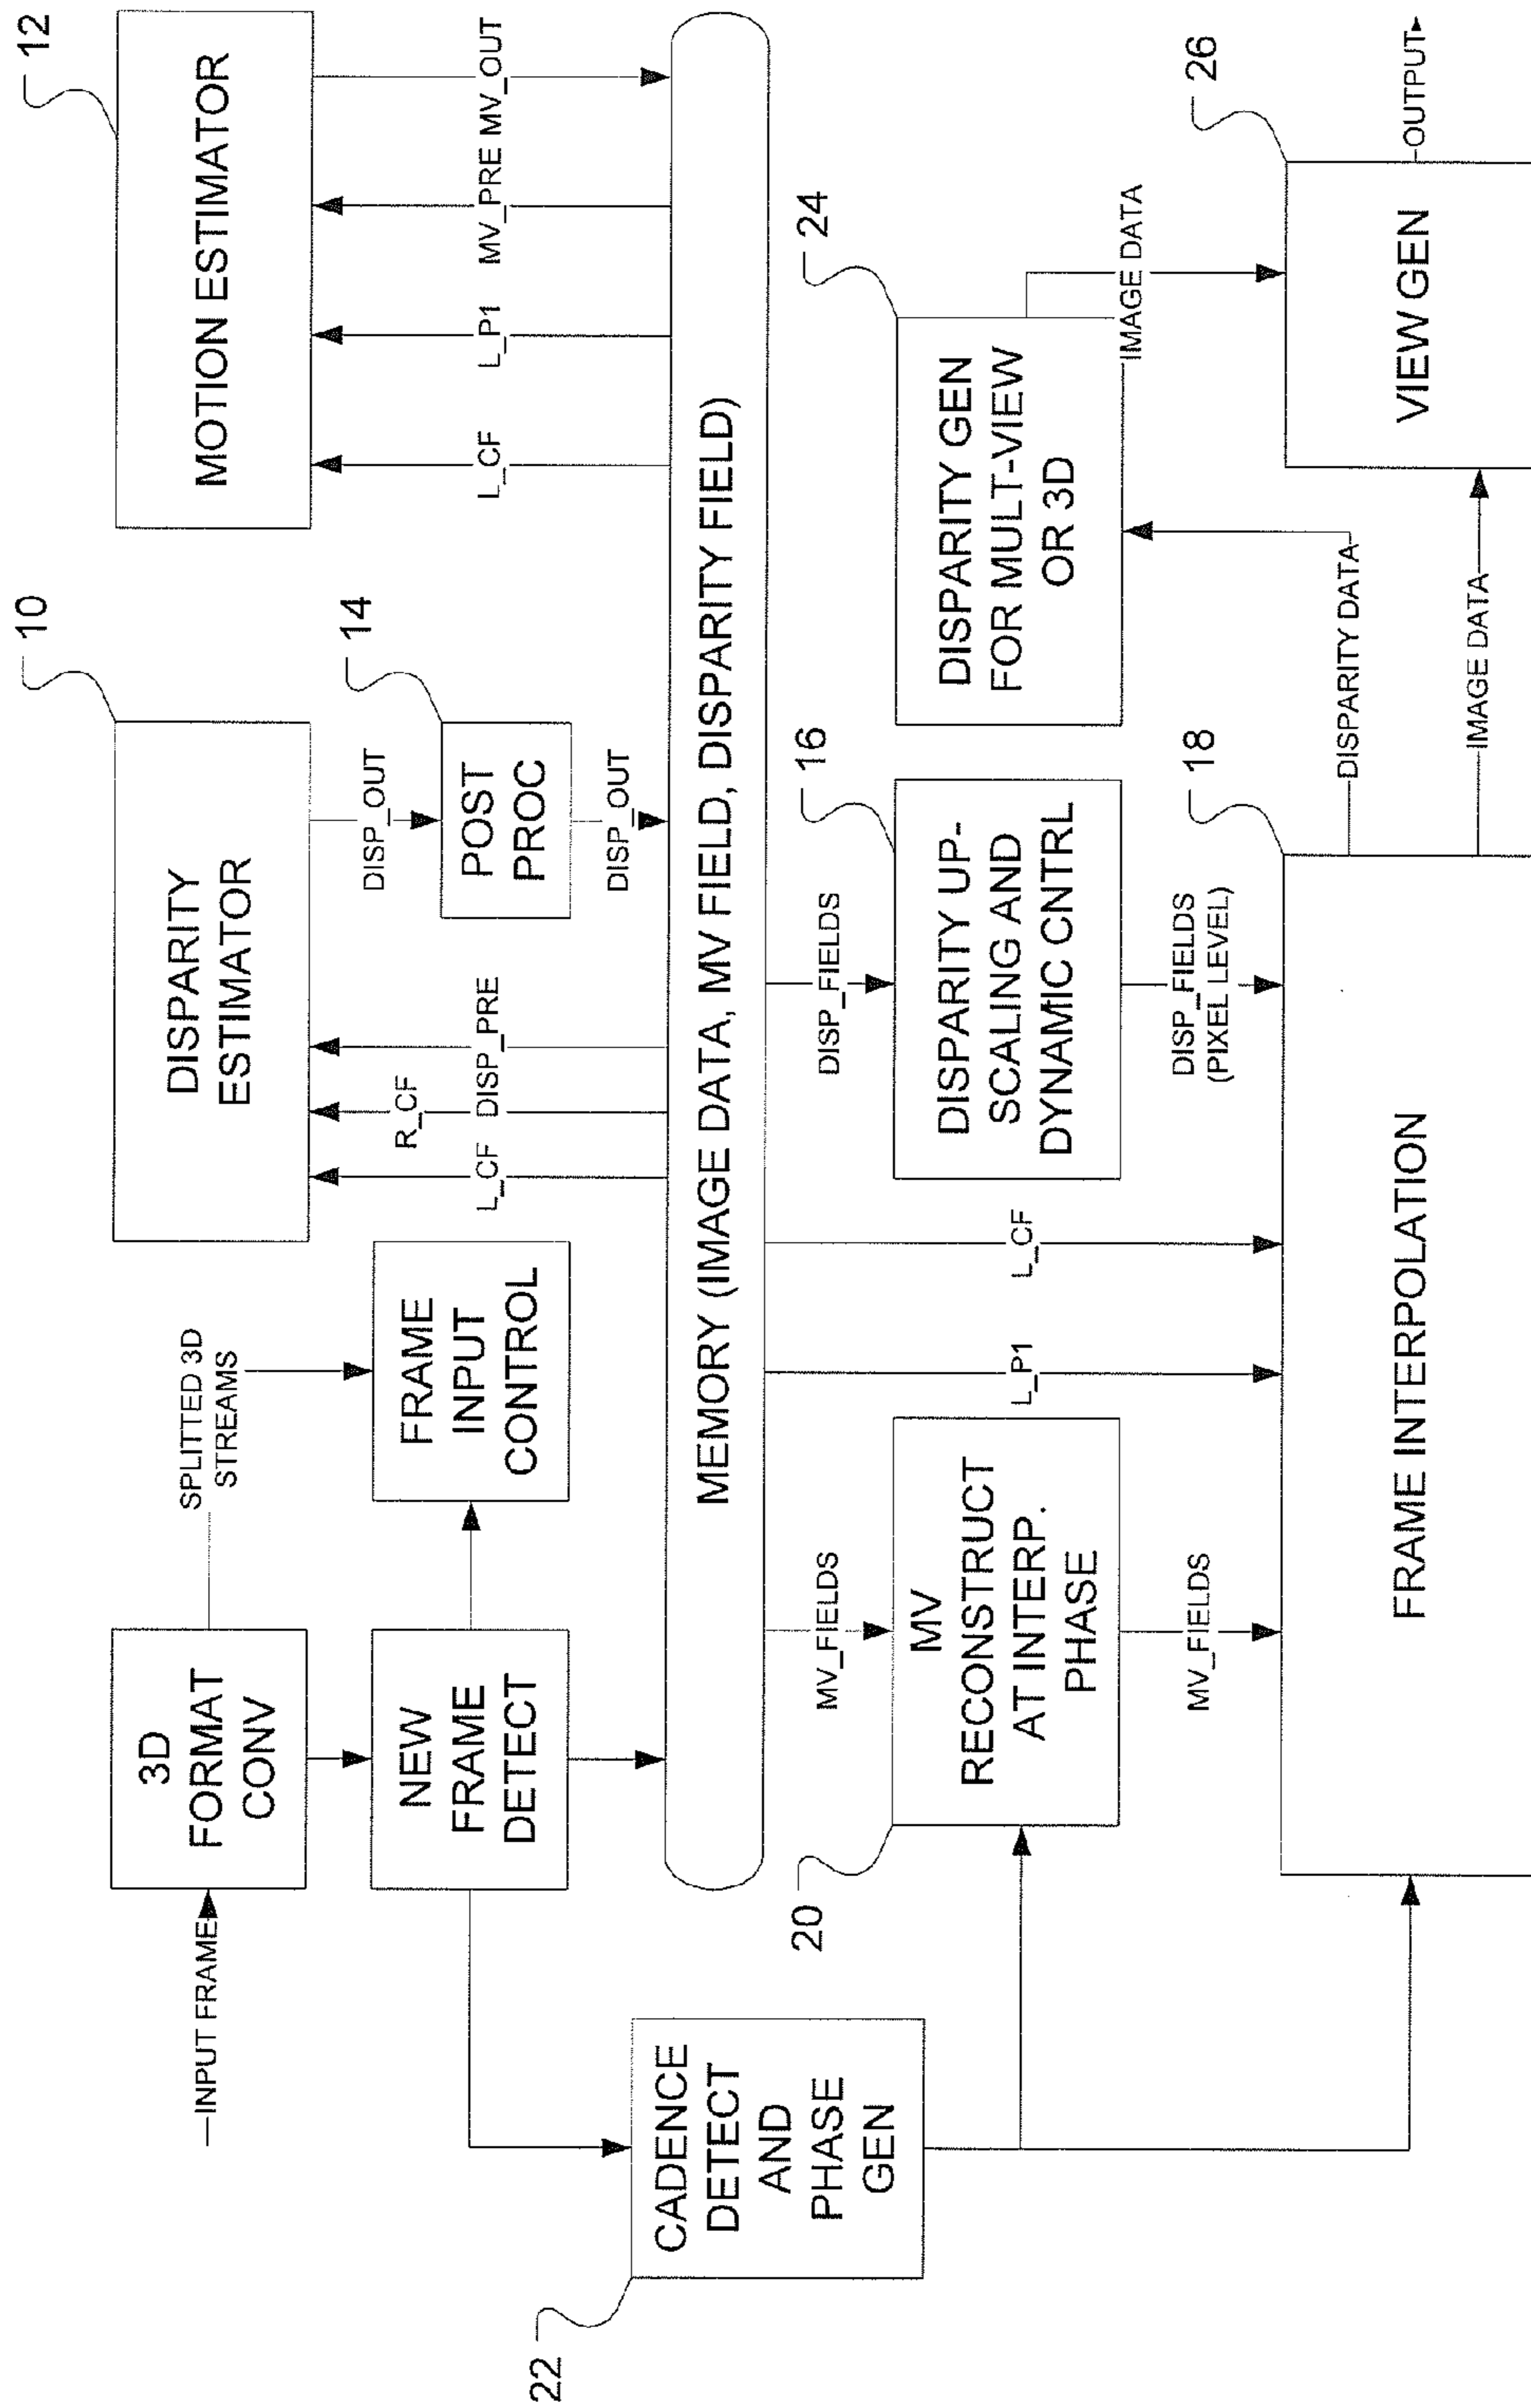 INPUT FRAME
3D
FORMAT
CONV
SPLITTED 3D
STREAMS
NEW
FRAME
DETECT
FRAME
INPUT
CONTROL
10
DISPARITY
ESTIMATOR
L_CF
R_CF
DISP_PRE
DISP_OUT
14
POST
PROC
DISP_OUT
12
MOTION ESTIMATOR
L_CF
L_P1
MV_PRE
MV_OUT
MEMORY (IMAGE DATA, MV FIELD, DISPARITY FIELD)
22
CADENCE
DETECT
AND
PHASE
GEN
MV_FIELDS
20
MV
RECONSTRUCT
AT INTERP.
PHASE
MV_FIELDS
L_P1
L_CF
DISP_FIELDS
16
DISPARITY UP-
SCALING AND
DYNAMIC CNTRL
DISP_FIELDS
(PIXEL LEVEL)
24
DISPARITY GEN
FOR MULT-VIEW
OR 3D
IMAGE DATA
18
FRAME INTERPOLATION
DISPARITY DATA
IMAGE DATA
26
VIEW GEN
OUTPUT